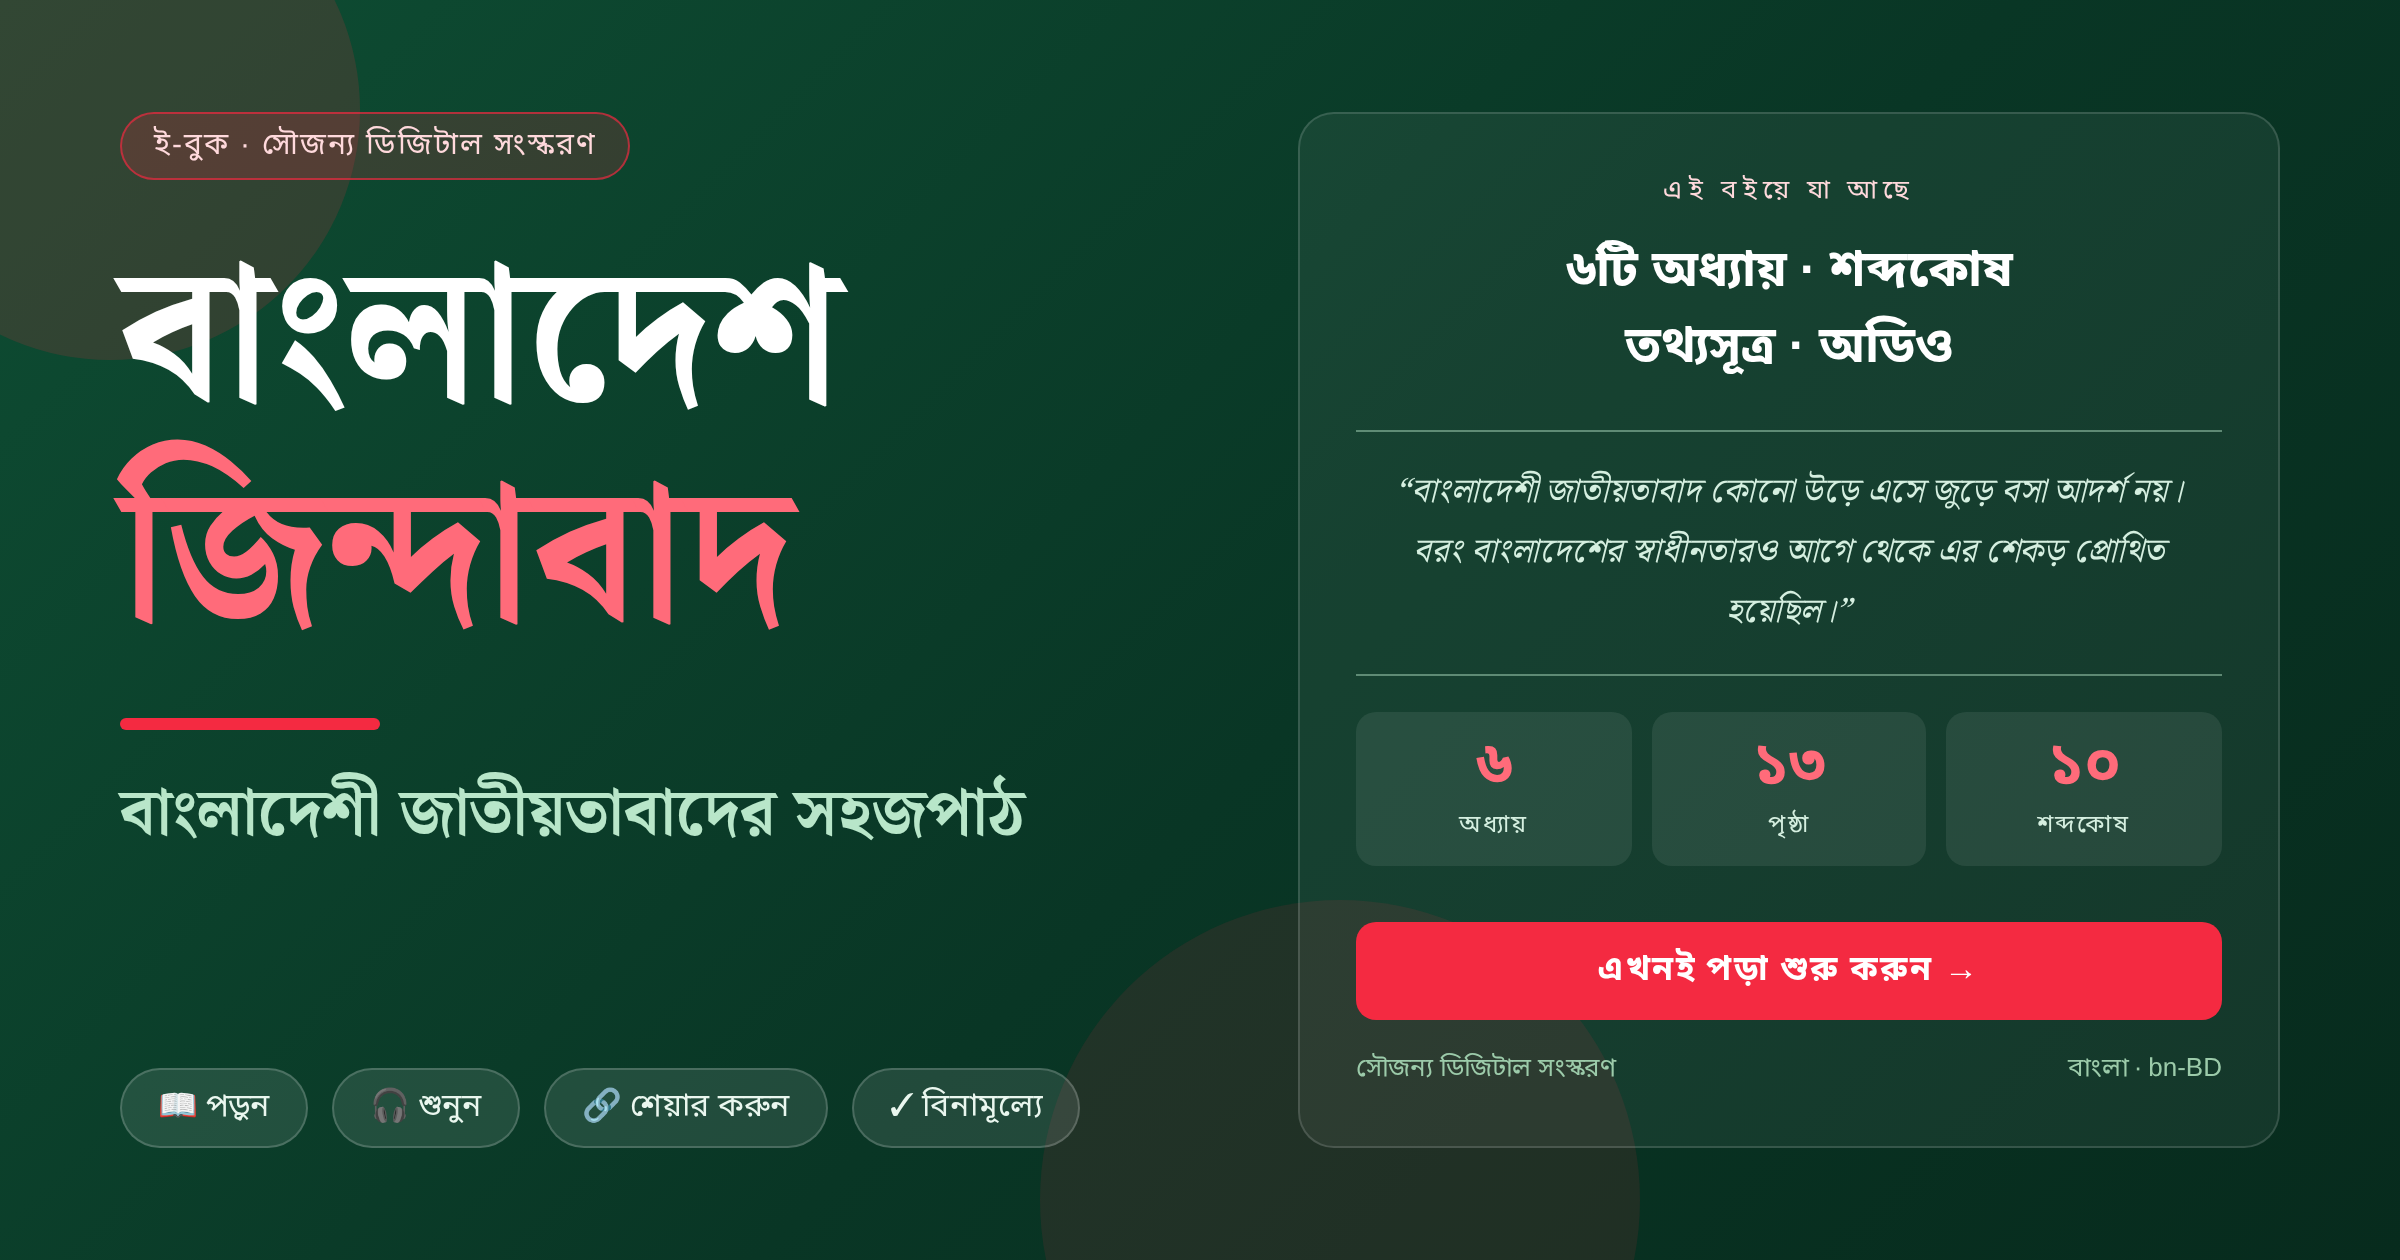 ই-বুক · সৌজন্য ডিজিটাল সংস্করণ
বাংলাদেশ
জিন্দাবাদ
বাংলাদেশী জাতীয়তাবাদের সহজপাঠ
📖 পড়ুন
🎧 শুনুন
🔗 শেয়ার করুন
✓ বিনামূল্যে
এই বইয়ে যা আছে
৬টি অধ্যায় · শব্দকোষ
তথ্যসূত্র · অডিও
“বাংলাদেশী জাতীয়তাবাদ কোনো উড়ে এসে জুড়ে বসা আদর্শ নয়।
বরং বাংলাদেশের স্বাধীনতারও আগে থেকে এর শেকড় প্রোথিত
হয়েছিল।”
৬
অধ্যায়
১৩
পৃষ্ঠা
১০
শব্দকোষ
এখনই পড়া শুরু করুন →
সৌজন্য ডিজিটাল সংস্করণ
বাংলা · bn-BD